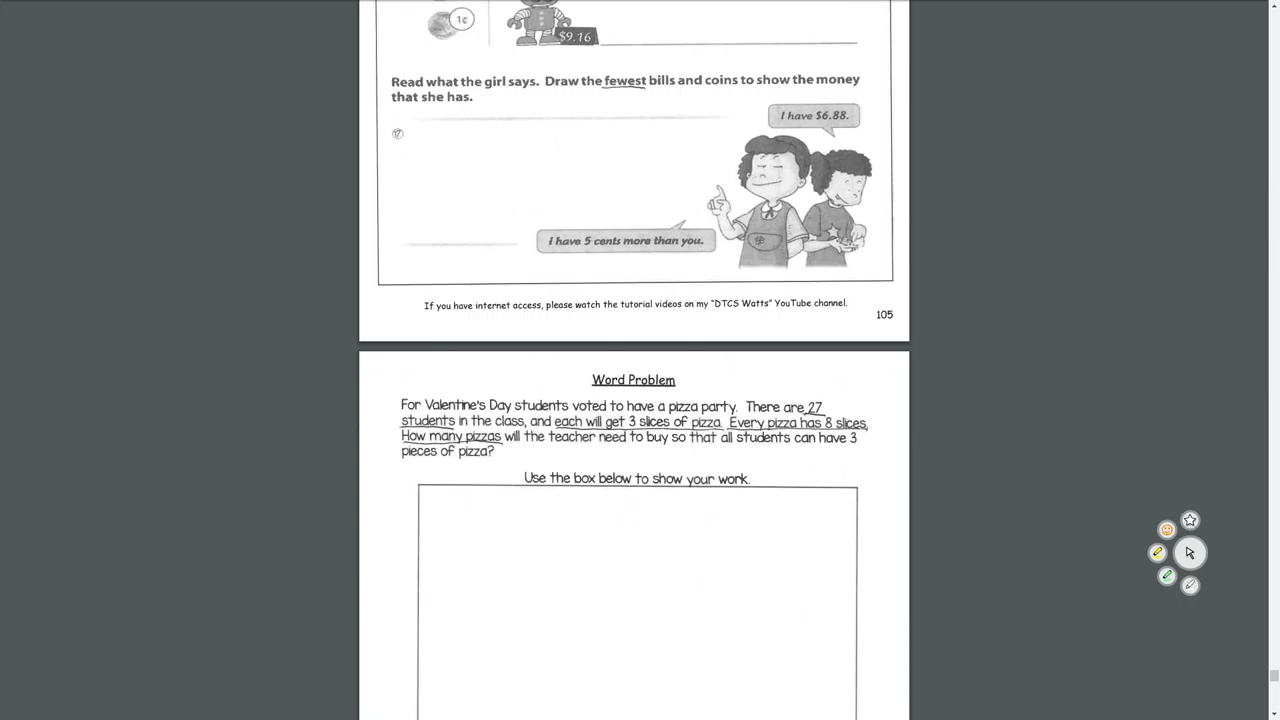 1¢
$9.16
Read what the girl says. Draw the fewest bills and coins to show the money
that she has.
I have $6.88.
17
I have 5 cents more than you.
If you have internet access, please watch the tutorial videos on my "DTCS Watts" YouTube channel.
105
Word Problem
For Valentine's Day students voted to have a pizza party. There are 27
students in the class, and each will get 3 slices of pizza. Every pizza has 8 slices.
How many pizzas will the teacher need to buy so that all students can have 3
pieces of pizza?
Use the box below to show your work.